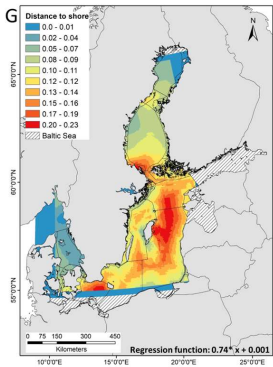 G
Distance to shore
0.0 - 0.01
0.02 - 0.04
0.05 - 0.07
0.08 - 0.09
0.10 - 0.11
0.12 - 0.12
0.13 - 0.14
0.15 - 0.16
0.17 - 0.19
0.20 - 0.23
Baltic Sea
N
65°0'0"N
60°0'0"N
55°0'0"N
0 75 150 300 450
Kilometers
Regression function: 0.74* x + 0.001
10°0'0"E 15°0'0"E 20°0'0"E 25°0'0"E